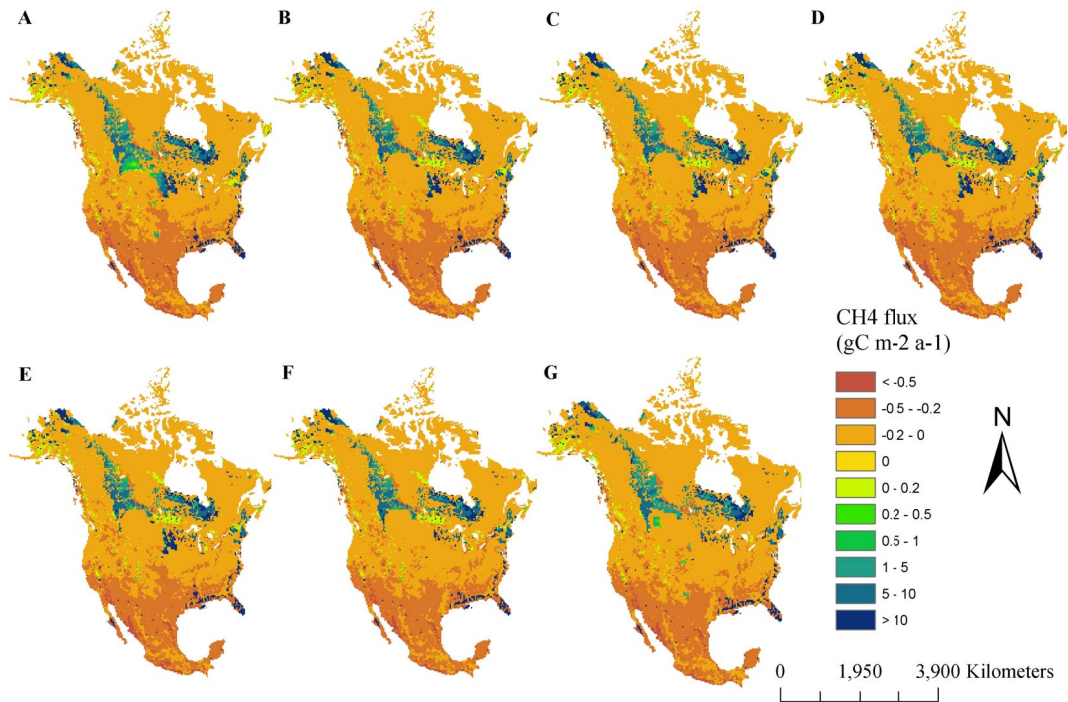 A
B
C
D
E
F
G
CH4 flux
(gC m-2 a-1)
< -0.5
-0.5 - -0.2
-0.2 - 0
0
0 - 0.2
0.2 - 0.5
0.5 - 1
1 - 5
5 - 10
> 10
N
0 1,950 3,900 Kilometers